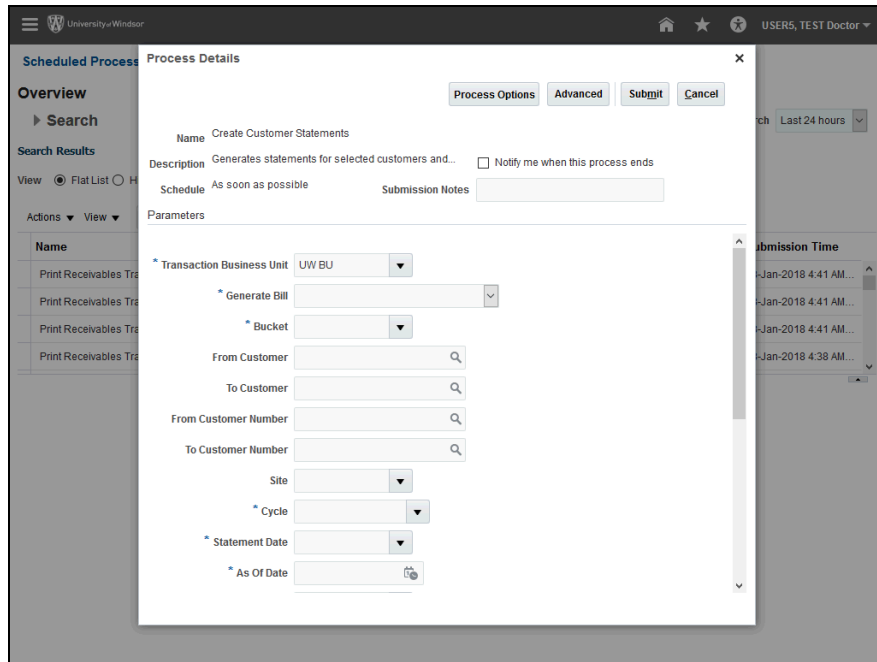 University of Windsor
USER5, TEST Doctor
Scheduled Process
Process Details
×
Process Options Advanced Submit Cancel
Overview
Search
rch Last 24 hours
Name Create Customer Statements
Search Results
Description Generates statements for selected customers and...
Notify me when this process ends
View Flat List H
Schedule As soon as possible
Submission Notes
Actions View
Parameters
Name
ubmission Time
* Transaction Business Unit UW BU
Print Receivables Tra
-Jan-2018 4:41 AM...
* Generate Bill
Print Receivables Tra
-Jan-2018 4:41 AM...
* Bucket
Print Receivables Tra
-Jan-2018 4:41 AM...
From Customer
Print Receivables Tra
-Jan-2018 4:38 AM...
To Customer
From Customer Number
To Customer Number
Site
* Cycle
* Statement Date
* As Of Date